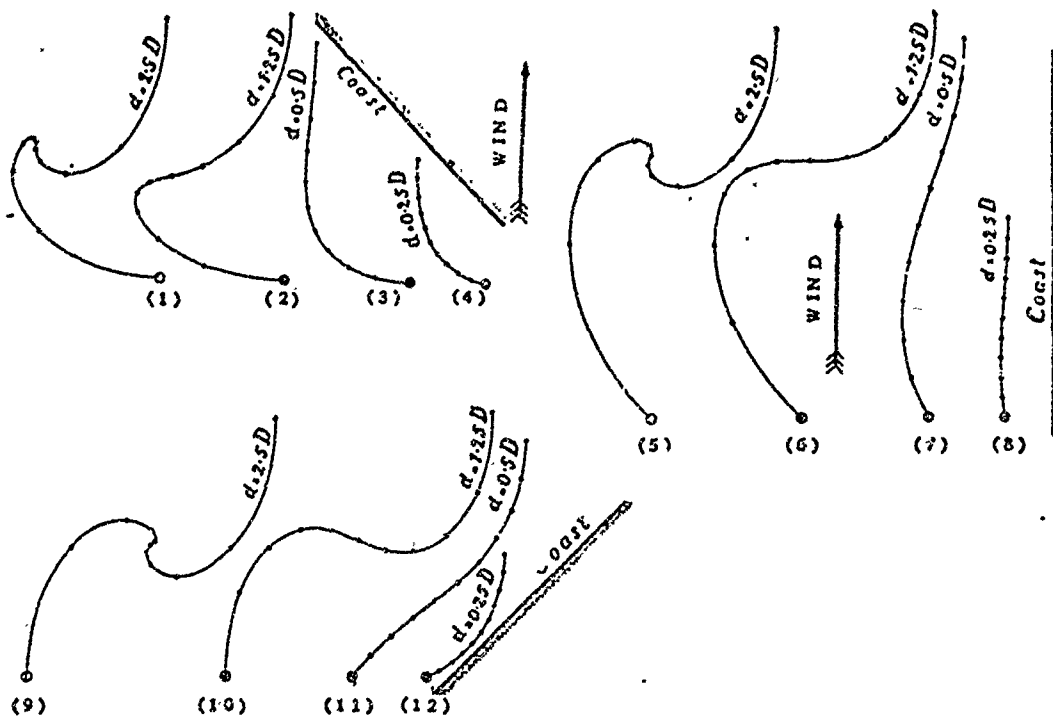 d=2.5D
d=1.25D
d=0.5D
Coast
d=0.25D
WIND
(1)
(2)
(3)
(4)
d=2.5D
d=1.25D
d=0.5D
WIND
d=0.25D
Coast
(5)
(6)
(7)
(8)
d=2.5D
d=1.25D
d=0.5D
Coast
d=0.25D
(9)
(10)
(11)
(12)